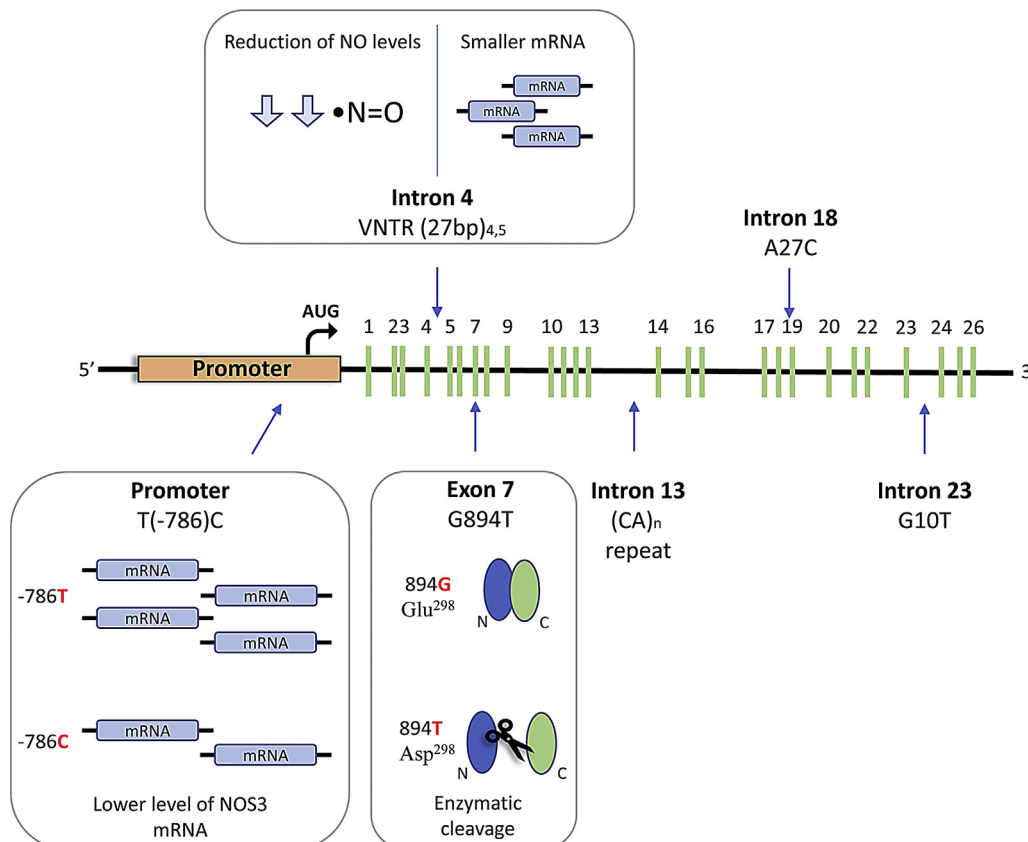 Reduction of NO levels
Smaller mRNA
•N=O
mRNA
mRNA
mRNA
Intron 4
VNTR (27bp)4,5
Intron 18
A27C
AUG
1 23 4 5 7 9 10 13 14 16 17 19 20 22 23 24 26
5’ Promoter 3
Promoter
T(-786)C
-786T
mRNA
mRNA
mRNA
mRNA
-786C
mRNA
mRNA
Lower level of NOS3
mRNA
Exon 7
G894T
894G
Glu298
N C
894T
Asp298
N C
Enzymatic
cleavage
Intron 13
(CA)n
repeat
Intron 23
G10T